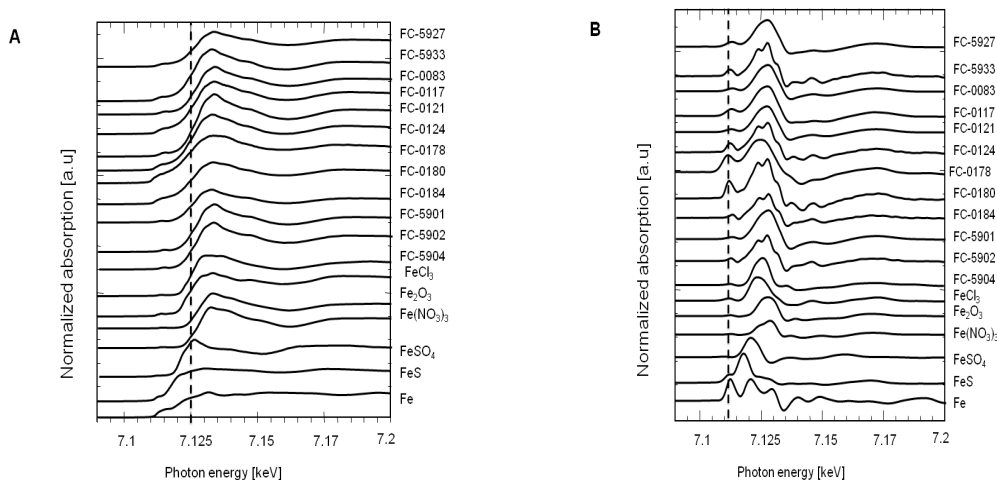 A
Normalized absorption [a.u]
FC-5927
FC-5933
FC-0083
FC-0117
FC-0121
FC-0124
FC-0178
FC-0180
FC-0184
FC-5901
FC-5902
FC-5904
FeCl3
Fe2O3
Fe(NO3)3
FeSO4
FeS
Fe
7.1 7.125 7.15 7.175 7.2
Photon energy [keV]
B
Normalized absorption [a.u]
FC-5927
FC-5933
FC-0083
FC-0117
FC-0121
FC-0124
FC-0178
FC-0180
FC-0184
FC-5901
FC-5902
FC-5904
FeCl3
Fe2O3
Fe(NO3)3
FeSO4
FeS
Fe
7.1 7.125 7.15 7.17 7.2
Photon energy [keV]